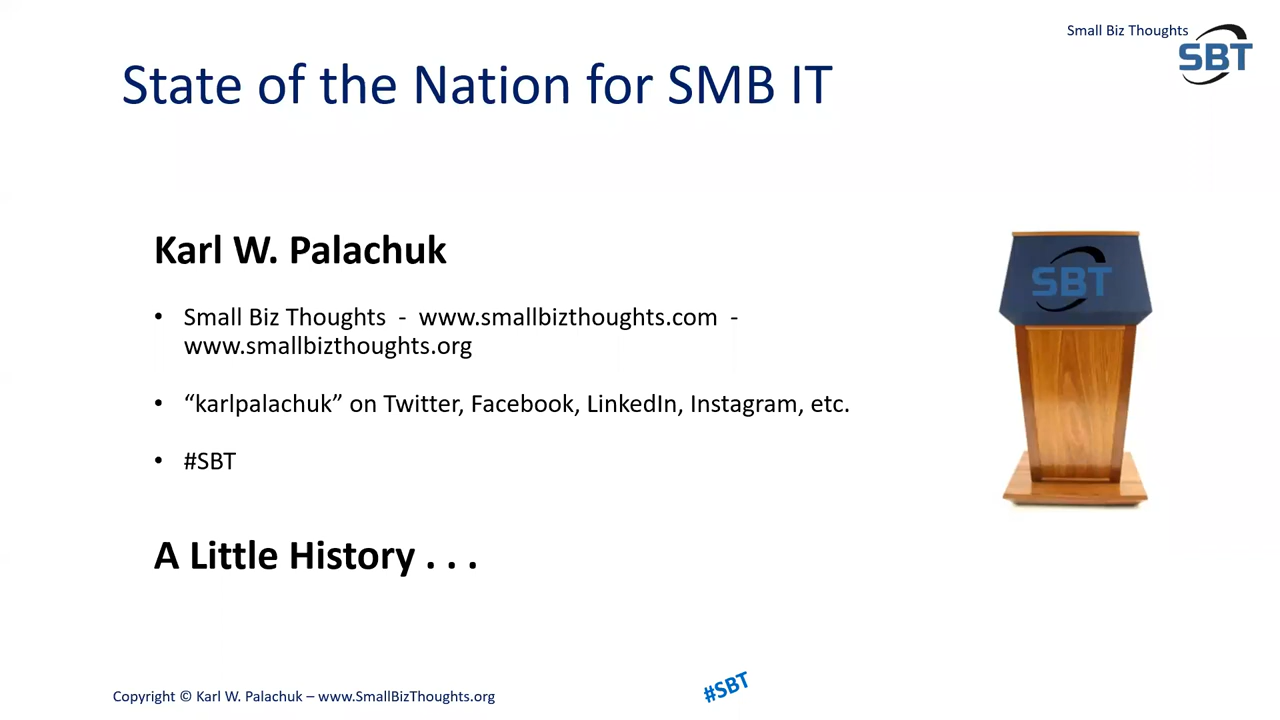 Small Biz Thoughts
SBT
State of the Nation for SMB IT
Karl W. Palachuk
• Small Biz Thoughts - www.smallbizthoughts.com -
www.smallbizthoughts.org
• “karlpalachuk” on Twitter, Facebook, LinkedIn, Instagram, etc.
• #SBT
SBT
A Little History . . .
Copyright © Karl W. Palachuk – www.SmallBizThoughts.org
#SBT